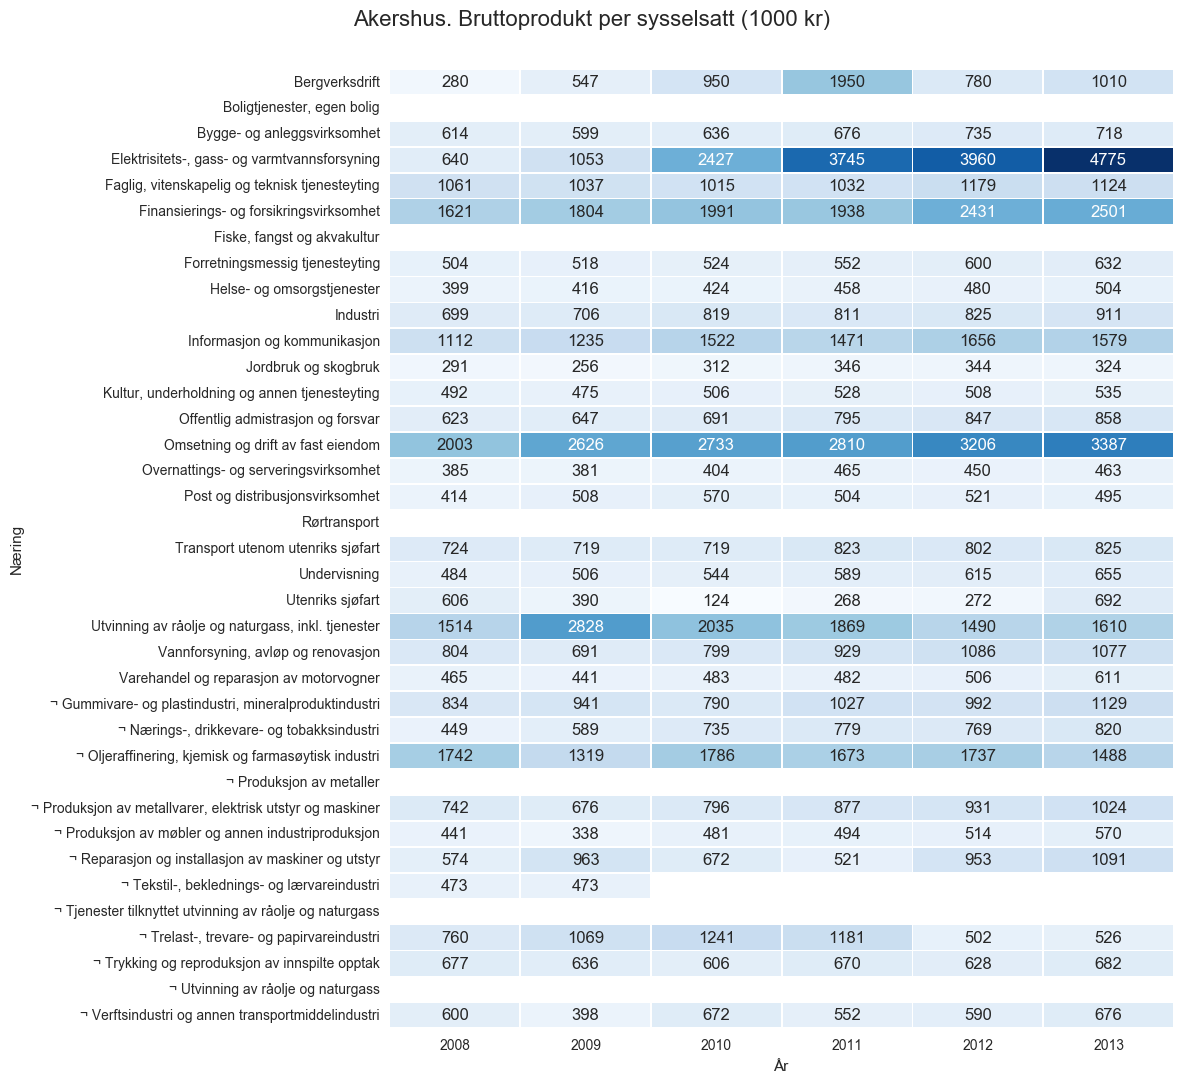 Akershus. Bruttoprodukt per sysselsatt (1000 kr)
Bergverksdrift 280 547 950 1950 780 1010
Boligtjenester, egen bolig
Bygge- og anleggsvirksomhet 614 599 636 676 735 718
Elektrisitets-, gass- og varmtvannsforsyning 640 1053 2427 3745 3960 4775
Faglig, vitenskapelig og teknisk tjenesteyting 1061 1037 1015 1032 1179 1124
Finansierings- og forsikringsvirksomhet 1621 1804 1991 1938 2431 2501
Fiske, fangst og akvakultur
Forretningsmessig tjenesteyting 504 518 524 552 600 632
Helse- og omsorgstjenester 399 416 424 458 480 504
Industri 699 706 819 811 825 911
Informasjon og kommunikasjon 1112 1235 1522 1471 1656 1579
Jordbruk og skogbruk 291 256 312 346 344 324
Kultur, underholdning og annen tjenesteyting 492 475 506 528 508 535
Offentlig admistrasjon og forsvar 623 647 691 795 847 858
Omsetning og drift av fast eiendom 2003 2626 2733 2810 3206 3387
Overnattings- og serveringsvirksomhet 385 381 404 465 450 463
Post og distribusjonsvirksomhet 414 508 570 504 521 495
Rørtransport
Transport utenom utenriks sjøfart 724 719 719 823 802 825
Undervisning 484 506 544 589 615 655
Utenriks sjøfart 606 390 124 268 272 692
Utvinning av råolje og naturgass, inkl. tjenester 1514 2828 2035 1869 1490 1610
Vannforsyning, avløp og renovasjon 804 691 799 929 1086 1077
Varehandel og reparasjon av motorvogner 465 441 483 482 506 611
¬ Gummivare- og plastindustri, mineralproduktindustri 834 941 790 1027 992 1129
¬ Nærings-, drikkevare- og tobakksindustri 449 589 735 779 769 820
¬ Oljeraffinering, kjemisk og farmasøytisk industri 1742 1319 1786 1673 1737 1488
¬ Produksjon av metaller
¬ Produksjon av metallvarer, elektrisk utstyr og maskiner 742 676 796 877 931 1024
¬ Produksjon av møbler og annen industriproduksjon 441 338 481 494 514 570
¬ Reparasjon og installasjon av maskiner og utstyr 574 963 672 521 953 1091
¬ Tekstil-, beklednings- og lærvareindustri 473 473
¬ Tjenester tilknyttet utvinning av råolje og naturgass
¬ Trelast-, trevare- og papirvareindustri 760 1069 1241 1181 502 526
¬ Trykking og reproduksjon av innspilte opptak 677 636 606 670 628 682
¬ Utvinning av råolje og naturgass
¬ Verftsindustri og annen transportmiddelindustri 600 398 672 552 590 676
2008 2009 2010 2011 2012 2013
År
Næring